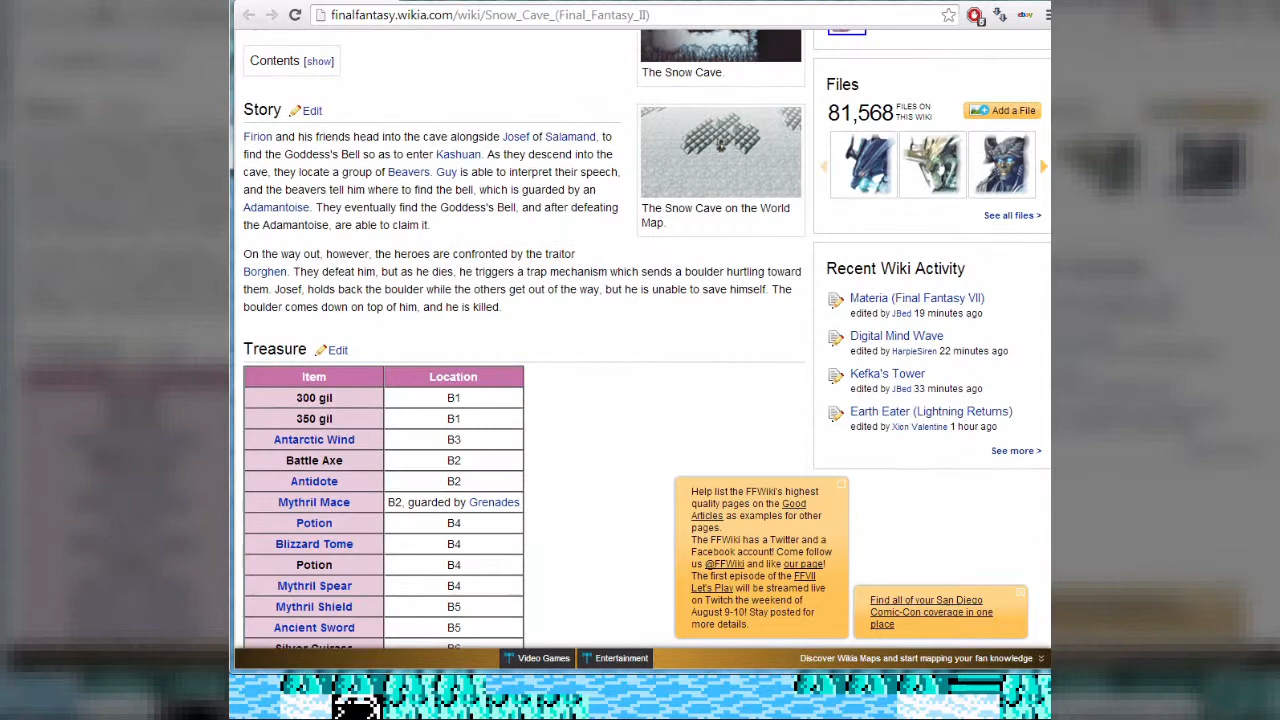 finalfantasy.wikia.com/wiki/Snow_Cave_(Final_Fantasy_II)
ebay
6
Contents [show]
The Snow Cave.
Story Edit
Firion and his friends head into the cave alongside Josef of Salamand, to
find the Goddess's Bell so as to enter Kashuan. As they descend into the
cave, they locate a group of Beavers. Guy is able to interpret their speech,
and the beavers tell him where to find the bell, which is guarded by an
Adamantoise. They eventually find the Goddess's Bell, and after defeating
the Adamantoise, are able to claim it.
The Snow Cave on the World
Map.
On the way out, however, the heroes are confronted by the traitor
Borghen. They defeat him, but as he dies, he triggers a trap mechanism which sends a boulder hurtling toward
them. Josef, holds back the boulder while the others get out of the way, but he is unable to save himself. The
boulder comes down on top of him, and he is killed.
Treasure Edit
Item Location
300 gil B1
350 gil B1
Antarctic Wind B3
Battle Axe B2
Antidote B2
Mythril Mace B2, guarded by Grenades
Potion B4
Blizzard Tome B4
Potion B4
Mythril Spear B4
Mythril Shield B5
Ancient Sword B5
Silver Cuirass B6
Files
81,568 FILES ON
THIS WIKI
Add a File
See all files >
Recent Wiki Activity
Materia (Final Fantasy VII)
edited by JBed 19 minutes ago
Digital Mind Wave
edited by HarpieSiren 22 minutes ago
Kefka's Tower
edited by JBed 33 minutes ago
Earth Eater (Lightning Returns)
edited by Xion Valentine 1 hour ago
See more >
Help list the FFWiki's highest
quality pages on the Good
Articles as examples for other
pages.
The FFWiki has a Twitter and a
Facebook account! Come follow
us @FFWiki and like our page!
The first episode of the FFVII
Let's Play will be streamed live
on Twitch the weekend of
August 9-10! Stay posted for
more details.
Find all of your San Diego
Comic-Con coverage in one
place
Video Games
Entertainment
Discover Wikia Maps and start mapping your fan knowledge